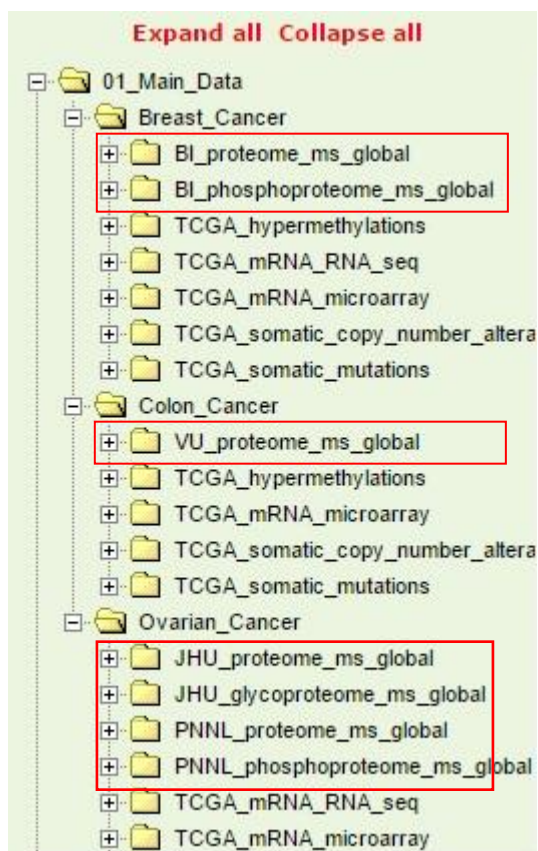 Expand all Collapse all
01_Main_Data
Breast_Cancer
BI_proteome_ms_global
BI_phosphoproteome_ms_global
TCGA_hypermethylations
TCGA_mRNA_RNA_seq
TCGA_mRNA_microarray
TCGA_somatic_copy_number_altera
TCGA_somatic_mutations
Colon_Cancer
VU_proteome_ms_global
TCGA_hypermethylations
TCGA_mRNA_microarray
TCGA_somatic_copy_number_altera
TCGA_somatic_mutations
Ovarian_Cancer
JHU_proteome_ms_global
JHU_glycoproteome_ms_global
PNNL_proteome_ms_global
PNNL_phosphoproteome_ms_global
TCGA_mRNA_RNA_seq
TCGA_mRNA_microarray